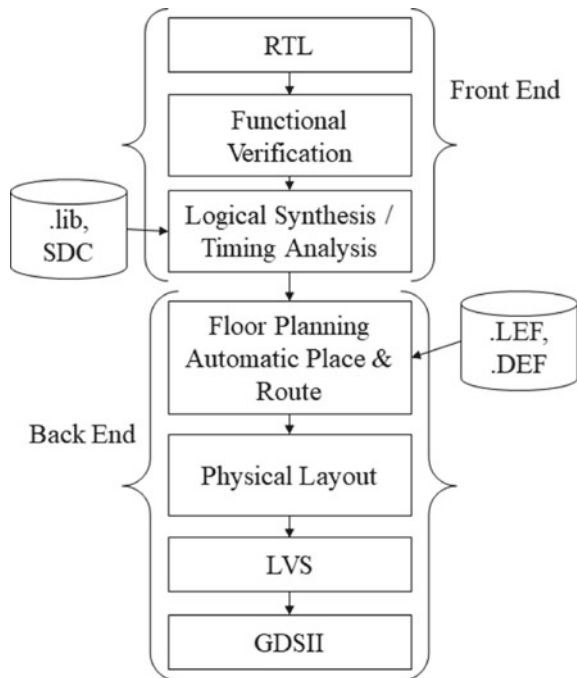 RTL
Front End
Functional
Verification
.lib,
SDC
Logical Synthesis /
Timing Analysis
Floor Planning
Automatic Place &
Route
.LEF,
.DEF
Back End
Physical Layout
LVS
GDSII